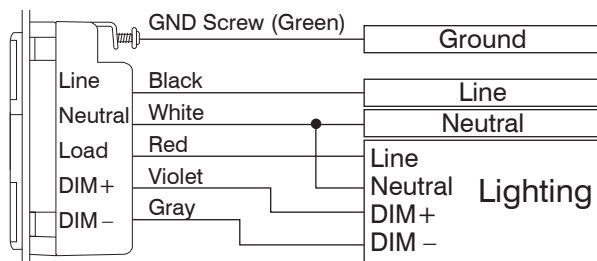 GND Screw (Green)
Ground
Line
Black
Line
Neutral
White
Neutral
Load
Red
Line
DIM+
Violet
Neutral
Lighting
DIM+
DIM −
Gray
DIM −